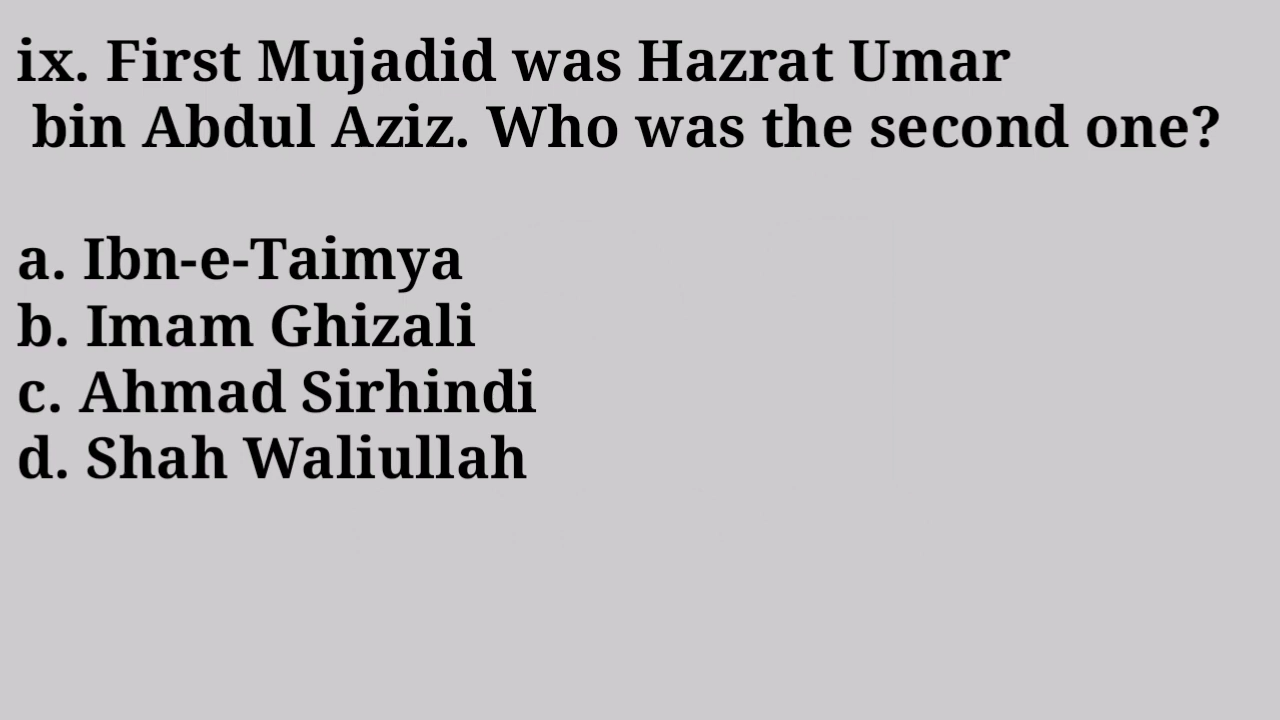 ix. First Mujadid was Hazrat Umar
bin Abdul Aziz. Who was the second one?
a. Ibn-e-Taimya
b. Imam Ghizali
c. Ahmad Sirhindi
d. Shah Waliullah